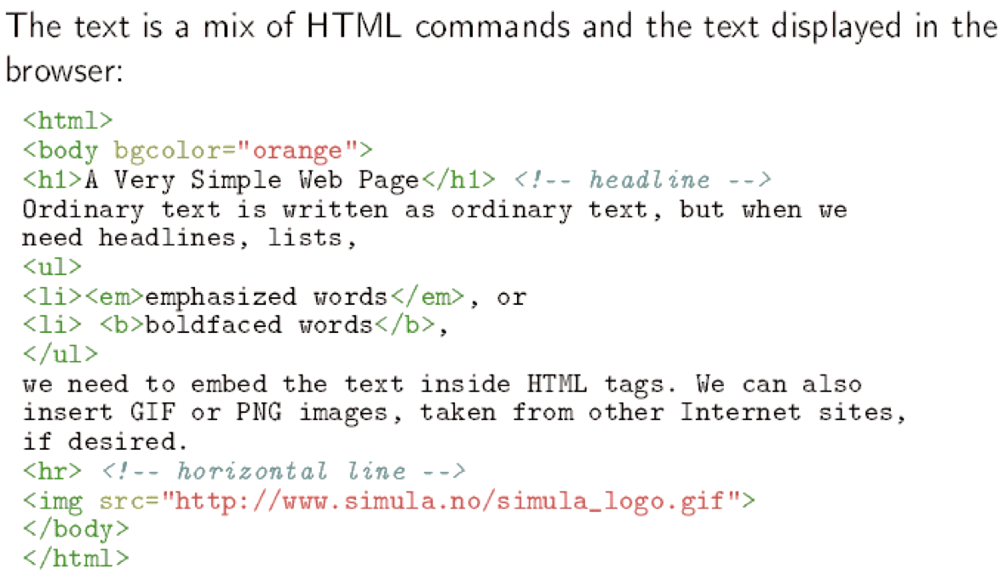 The text is a mix of HTML commands and the text displayed in the
browser:
<html>
<body bgcolor="orange">
<h1>A Very Simple Web Page</h1> <!-- headline -->
Ordinary text is written as ordinary text, but when we
need headlines, lists,
<ul>
<li><em>emphasized words</em>, or
<li> <b>boldfaced words</b>,
</ul>
we need to embed the text inside HTML tags. We can also
insert GIF or PNG images, taken from other Internet sites,
if desired.
<hr> <!-- horizontal line -->
<img src="http://www.simula.no/simula_logo.gif">
</body>
</html>